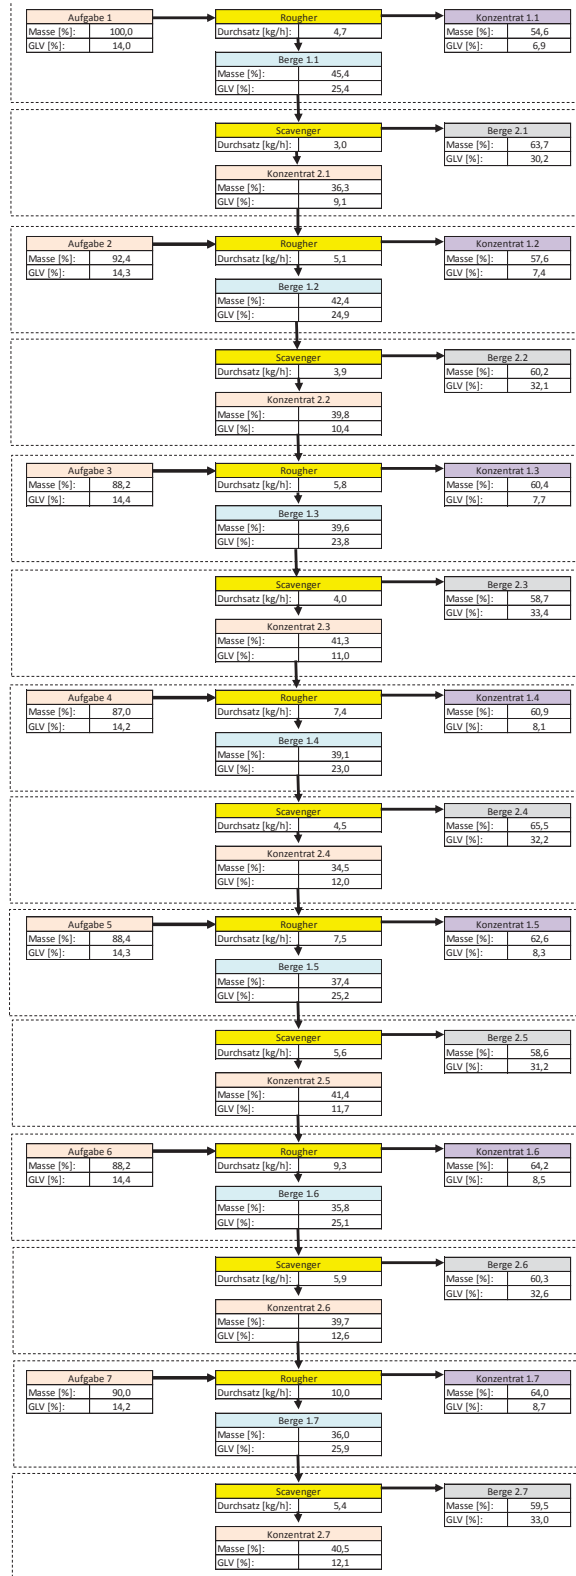 Aufgabe 1 Rougher Konzentrat 1.1
Masse [%]: 100,0 Durchsatz [kg/h]: 4,7 Masse [%]: 54,6
GLV [%]: 14,0 GLV [%]: 6,9
Berge 1.1
Masse [%]: 45,4
GLV [%]: 25,4
Scavenger Berge 2.1
Durchsatz [kg/h]: 3,0 Masse [%]: 63,7
GLV [%]: 30,2
Konzentrat 2.1
Masse [%]: 36,3
GLV [%]: 9,1
Aufgabe 2 Rougher Konzentrat 1.2
Masse [%]: 92,4 Durchsatz [kg/h]: 5,1 Masse [%]: 57,6
GLV [%]: 14,3 GLV [%]: 7,4
Berge 1.2
Masse [%]: 42,4
GLV [%]: 24,9
Scavenger Berge 2.2
Durchsatz [kg/h]: 3,9 Masse [%]: 60,2
GLV [%]: 32,1
Konzentrat 2.2
Masse [%]: 39,8
GLV [%]: 10,4
Aufgabe 3 Rougher Konzentrat 1.3
Masse [%]: 88,2 Durchsatz [kg/h]: 5,8 Masse [%]: 60,4
GLV [%]: 14,4 GLV [%]: 7,7
Berge 1.3
Masse [%]: 39,6
GLV [%]: 23,8
Scavenger Berge 2.3
Durchsatz [kg/h]: 4,0 Masse [%]: 58,7
GLV [%]: 33,4
Konzentrat 2.3
Masse [%]: 41,3
GLV [%]: 11,0
Aufgabe 4 Rougher Konzentrat 1.4
Masse [%]: 87,0 Durchsatz [kg/h]: 7,4 Masse [%]: 60,9
GLV [%]: 14,2 GLV [%]: 8,1
Berge 1.4
Masse [%]: 39,1
GLV [%]: 23,0
Scavenger Berge 2.4
Durchsatz [kg/h]: 4,5 Masse [%]: 65,5
GLV [%]: 32,2
Konzentrat 2.4
Masse [%]: 34,5
GLV [%]: 12,0
Aufgabe 5 Rougher Konzentrat 1.5
Masse [%]: 88,4 Durchsatz [kg/h]: 7,5 Masse [%]: 62,6
GLV [%]: 14,3 GLV [%]: 8,3
Berge 1.5
Masse [%]: 37,4
GLV [%]: 25,2
Scavenger Berge 2.5
Durchsatz [kg/h]: 5,6 Masse [%]: 58,6
GLV [%]: 31,2
Konzentrat 2.5
Masse [%]: 41,4
GLV [%]: 11,7
Aufgabe 6 Rougher Konzentrat 1.6
Masse [%]: 88,2 Durchsatz [kg/h]: 9,3 Masse [%]: 64,2
GLV [%]: 14,4 GLV [%]: 8,5
Berge 1.6
Masse [%]: 35,8
GLV [%]: 25,1
Scavenger Berge 2.6
Durchsatz [kg/h]: 5,9 Masse [%]: 60,3
GLV [%]: 32,6
Konzentrat 2.6
Masse [%]: 39,7
GLV [%]: 12,6
Aufgabe 7 Rougher Konzentrat 1.7
Masse [%]: 90,0 Durchsatz [kg/h]: 10,0 Masse [%]: 64,0
GLV [%]: 14,2 GLV [%]: 8,7
Berge 1.7
Masse [%]: 36,0
GLV [%]: 25,9
Scavenger Berge 2.7
Durchsatz [kg/h]: 5,4 Masse [%]: 59,5
GLV [%]: 33,0
Konzentrat 2.7
Masse [%]: 40,5
GLV [%]: 12,1